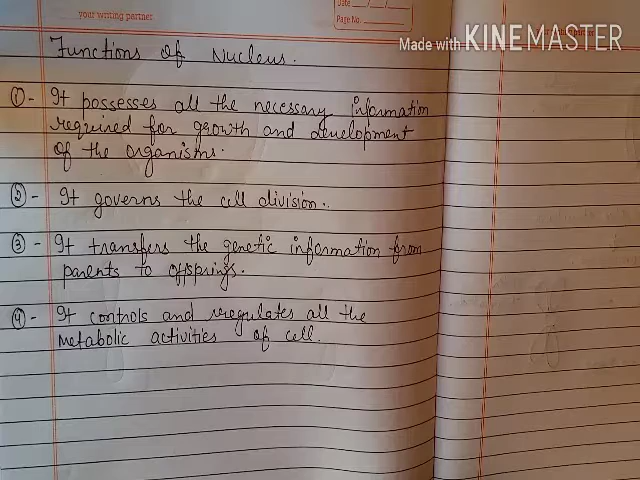 your writing partner
Date
Page No.
Made with KINEMASTER
Functions of Nucleus.
①- It possesses all the necessary information
required for growth and development
of the organisms.
②- It governs the cell division.
③- It transfers the genetic information from
parents to offsprings.
④- It controls and regulates all the
metabolic activities of cell.